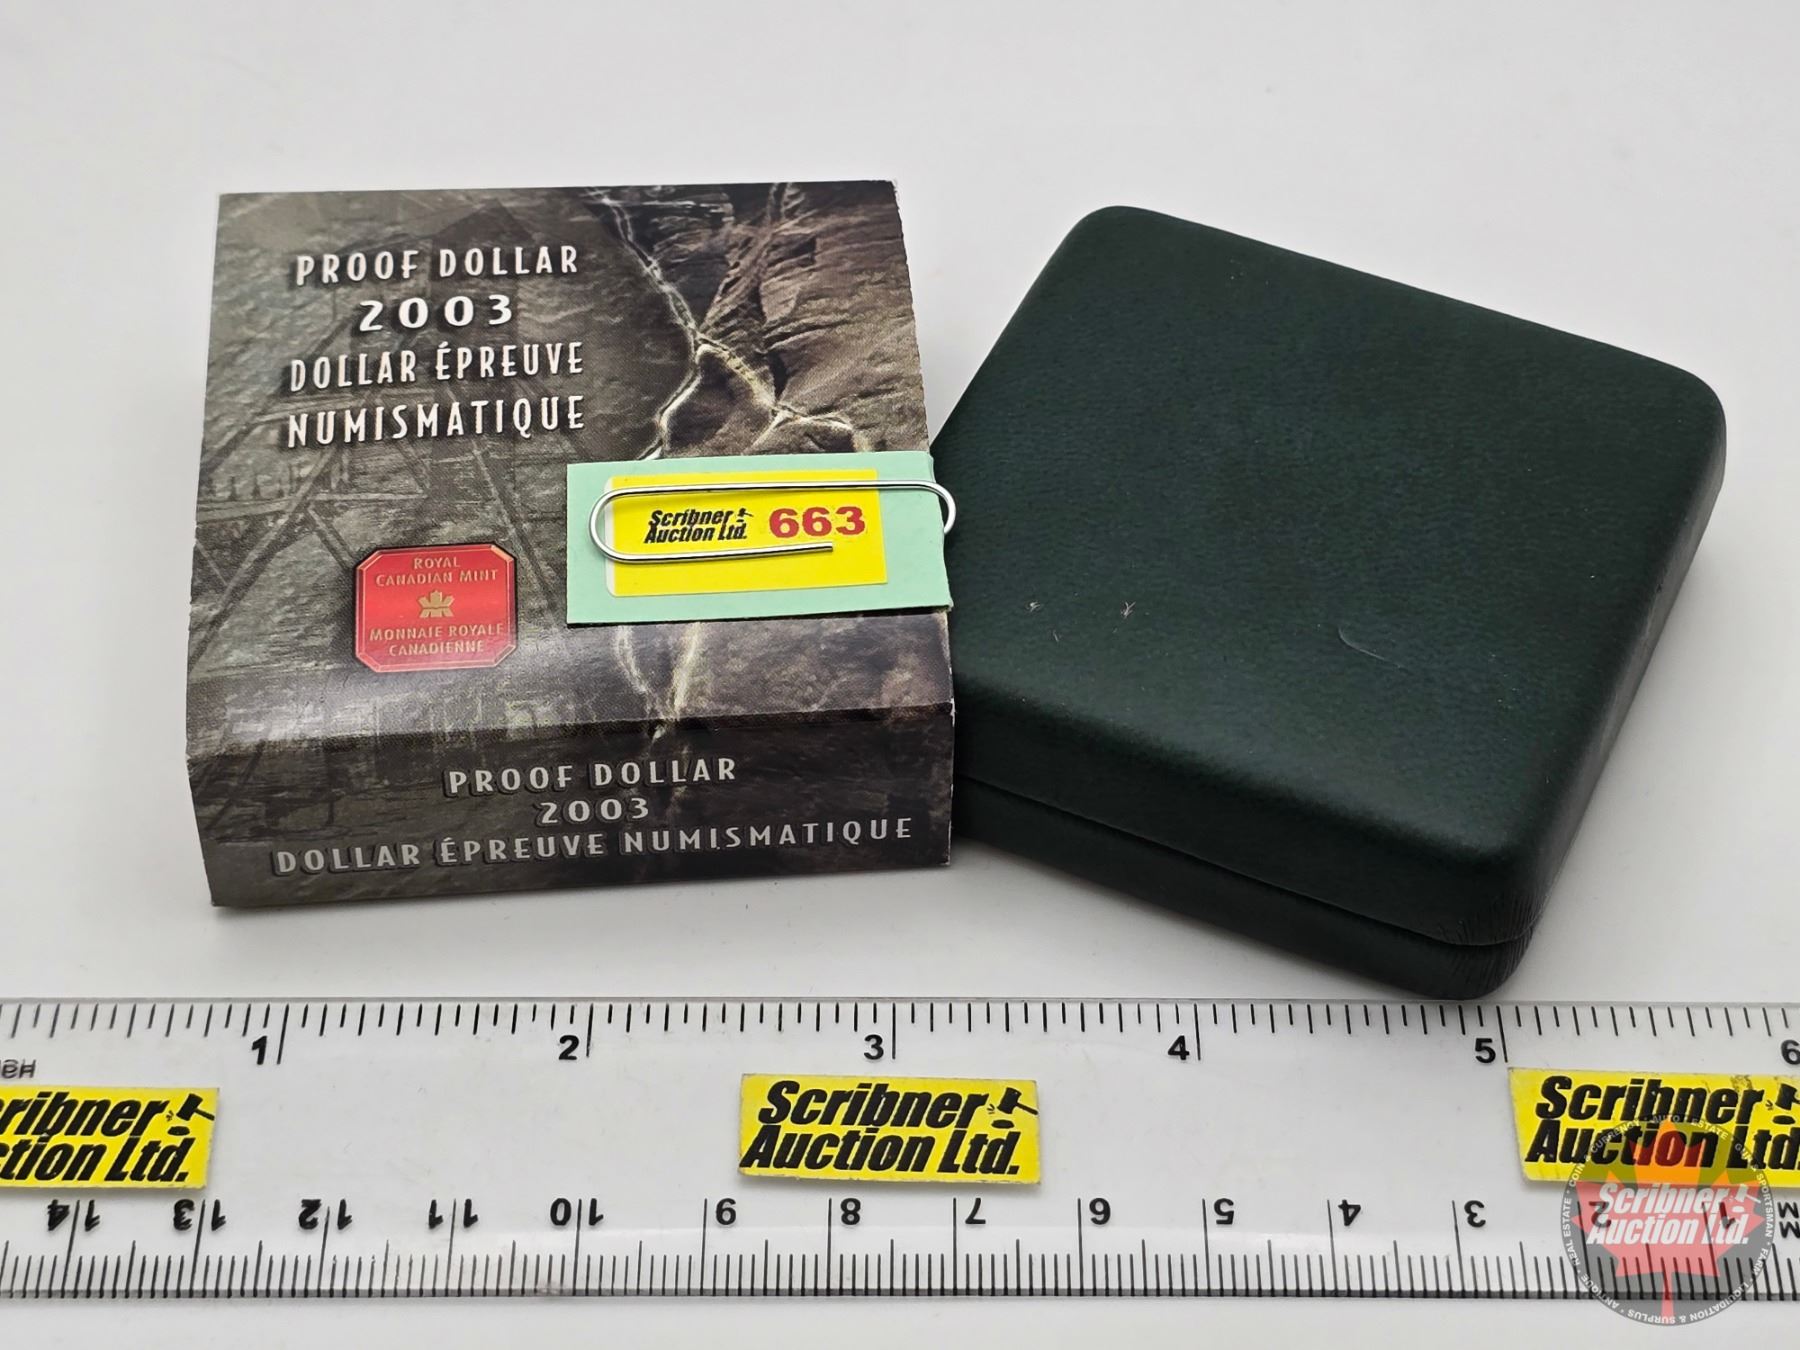 PROOF DOLLAR
2003
DOLLAR ÉPREUVE
NUMISMATIQUE
Scribner
Auction Ltd.
663
ROYAL
CANADIAN MINT
MONNAIE ROYALE
CANADIENNE
PROOF DOLLAR
2003
DOLLAR ÉPREUVE NUMISMATIQUE
1 2 3 4 5 6
Scribner
Auction Ltd.
Scribner
Auction Ltd.
14 13 12 11 10 9 8 7 6 5 4 3 2 1
Scribner
Auction Ltd.